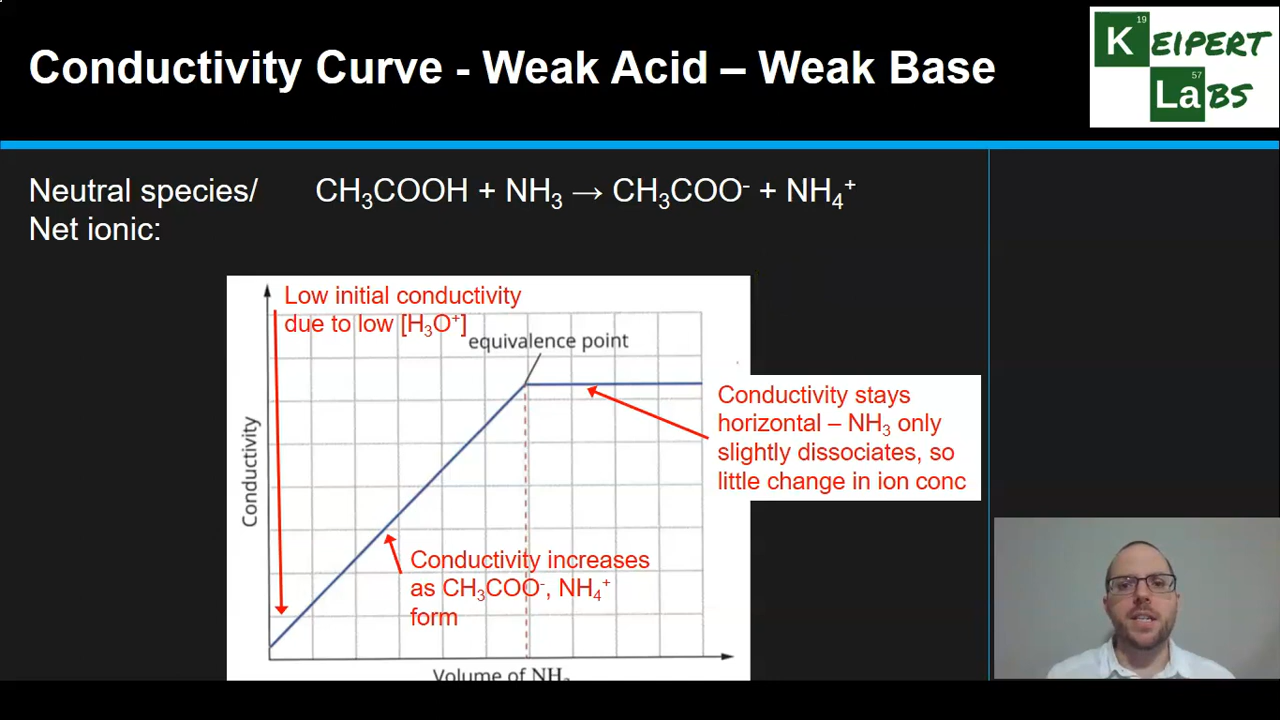 Conductivity Curve - Weak Acid – Weak Base
19
K EIPERT
57
LaBS
Neutral species/ CH₃COOH + NH₃ → CH₃COO⁻ + NH₄⁺
Net ionic:
Low initial conductivity
due to low [H₃O⁺]
equivalence point
Conductivity stays
horizontal – NH₃ only
slightly dissociates, so
little change in ion conc
Conductivity
Conductivity increases
as CH₃COO⁻, NH₄⁺
form
Volume of NH₃